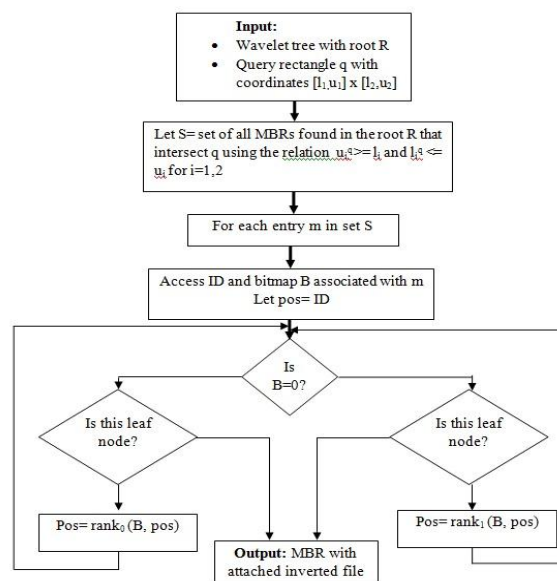 Input:
• Wavelet tree with root R
• Query rectangle q with
coordinates [l₁,u₁] x [l₂,u₂]
Let S= set of all MBRs found in the root R that
intersect q using the relation uᵢq>=lᵢ and lᵢq <=
uᵢ for i=1,2
For each entry m in set S
Access ID and bitmap B associated with m
Let pos= ID
Is
B=0?
Is this leaf
node?
Is this leaf
node?
Pos= rank₀ (B, pos)
Pos= rank₁ (B, pos)
Output: MBR with
attached inverted file